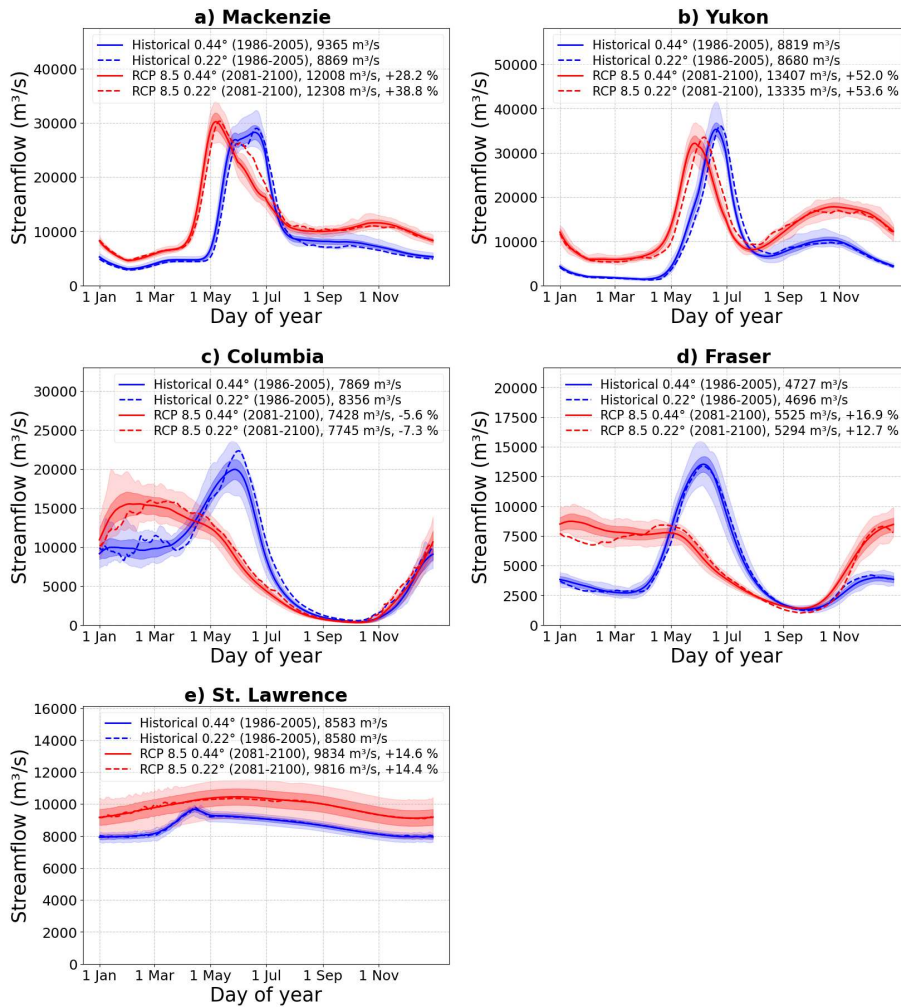 a) Mackenzie
Historical 0.44° (1986-2005), 9365 m³/s
Historical 0.22° (1986-2005), 8869 m³/s
RCP 8.5 0.44° (2081-2100), 12008 m³/s, +28.2 %
RCP 8.5 0.22° (2081-2100), 12308 m³/s, +38.8 %
Streamflow (m³/s)
40000
30000
20000
10000
0
1 Jan 1 Mar 1 May 1 Jul 1 Sep 1 Nov
Day of year
b) Yukon
Historical 0.44° (1986-2005), 8819 m³/s
Historical 0.22° (1986-2005), 8680 m³/s
RCP 8.5 0.44° (2081-2100), 13407 m³/s, +52.0 %
RCP 8.5 0.22° (2081-2100), 13335 m³/s, +53.6 %
Streamflow (m³/s)
50000
40000
30000
20000
10000
0
1 Jan 1 Mar 1 May 1 Jul 1 Sep 1 Nov
Day of year
c) Columbia
Historical 0.44° (1986-2005), 7869 m³/s
Historical 0.22° (1986-2005), 8356 m³/s
RCP 8.5 0.44° (2081-2100), 7428 m³/s, -5.6 %
RCP 8.5 0.22° (2081-2100), 7745 m³/s, -7.3 %
Streamflow (m³/s)
30000
25000
20000
15000
10000
5000
0
1 Jan 1 Mar 1 May 1 Jul 1 Sep 1 Nov
Day of year
d) Fraser
Historical 0.44° (1986-2005), 4727 m³/s
Historical 0.22° (1986-2005), 4696 m³/s
RCP 8.5 0.44° (2081-2100), 5525 m³/s, +16.9 %
RCP 8.5 0.22° (2081-2100), 5294 m³/s, +12.7 %
Streamflow (m³/s)
20000
17500
15000
12500
10000
7500
5000
2500
0
1 Jan 1 Mar 1 May 1 Jul 1 Sep 1 Nov
Day of year
e) St. Lawrence
Historical 0.44° (1986-2005), 8583 m³/s
Historical 0.22° (1986-2005), 8580 m³/s
RCP 8.5 0.44° (2081-2100), 9834 m³/s, +14.6 %
RCP 8.5 0.22° (2081-2100), 9816 m³/s, +14.4 %
Streamflow (m³/s)
16000
14000
12000
10000
8000
6000
4000
2000
0
1 Jan 1 Mar 1 May 1 Jul 1 Sep 1 Nov
Day of year